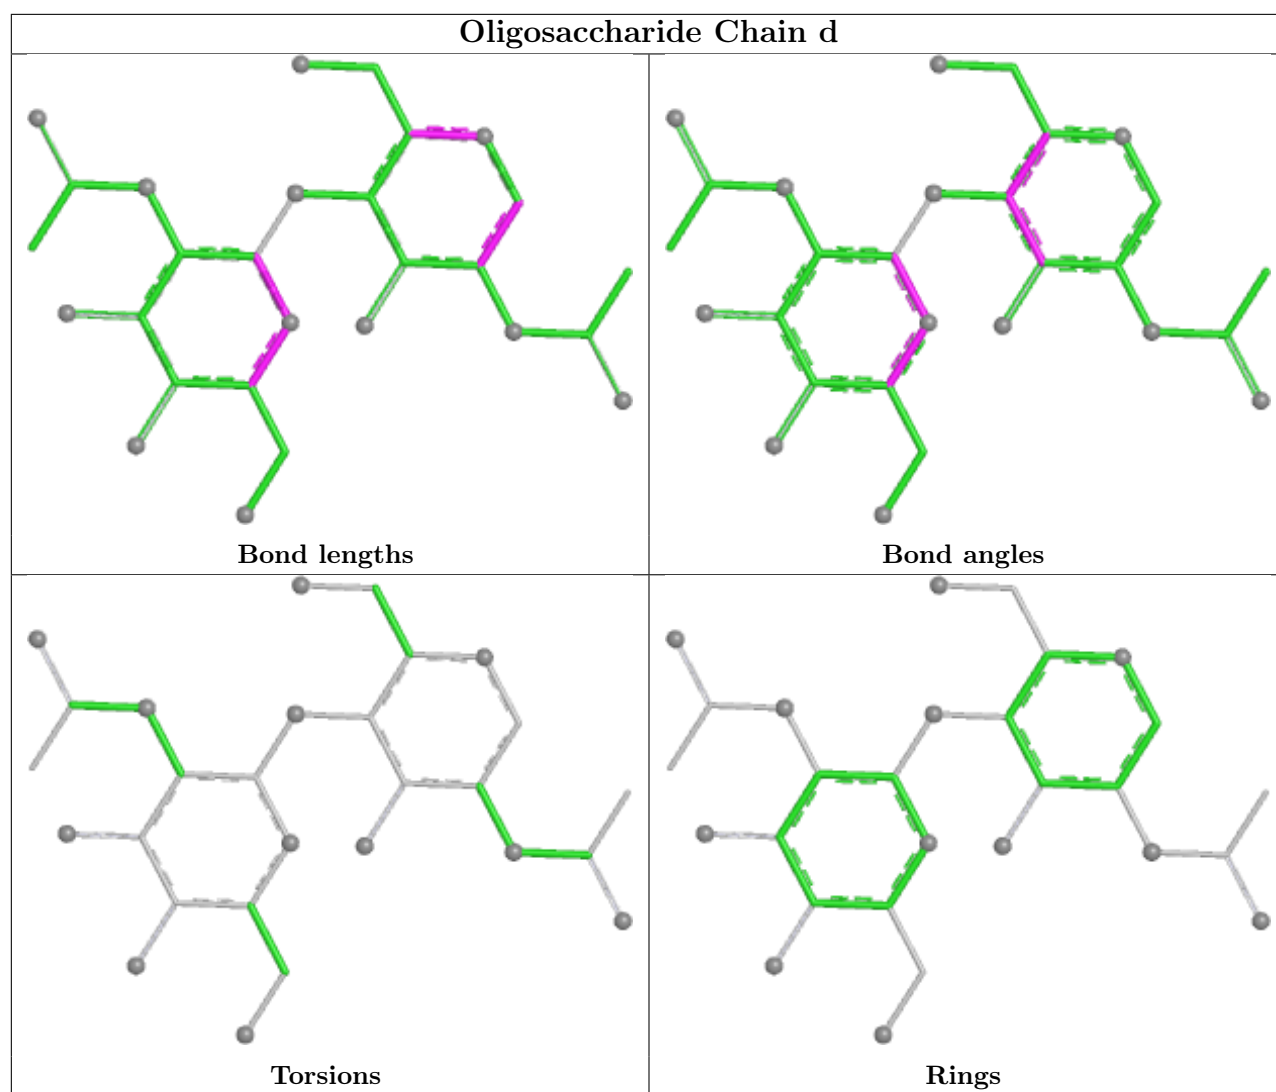 Oligosaccharide Chain d
Bond lengths
Bond angles
Torsions
Rings